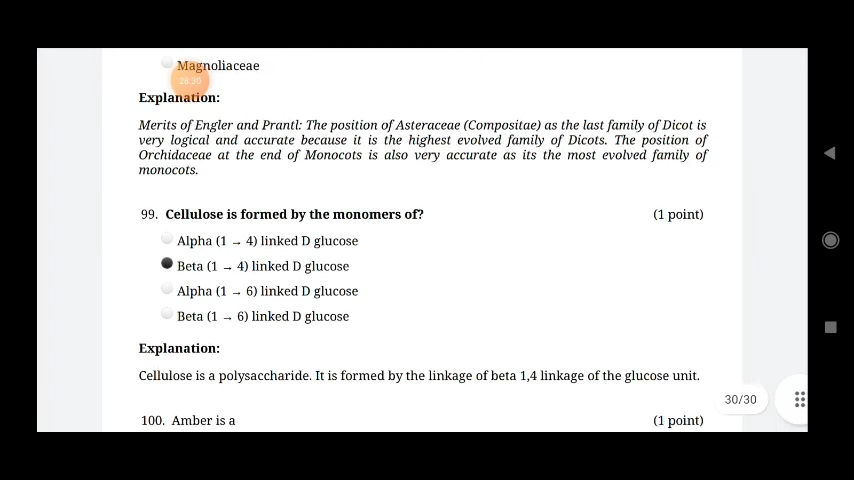 Magnoliaceae
28:20
Explanation:
Merits of Engler and Prantl: The position of Asteraceae (Compositae) as the last family of Dicot is
very logical and accurate because it is the highest evolved family of Dicots. The position of
Orchidaceae at the end of Monocots is also very accurate as its the most evolved family of
monocots.
99. Cellulose is formed by the monomers of? (1 point)
Alpha (1 → 4) linked D glucose
Beta (1 → 4) linked D glucose
Alpha (1 → 6) linked D glucose
Beta (1 → 6) linked D glucose
Explanation:
Cellulose is a polysaccharide. It is formed by the linkage of beta 1,4 linkage of the glucose unit.
30/30
100. Amber is a (1 point)